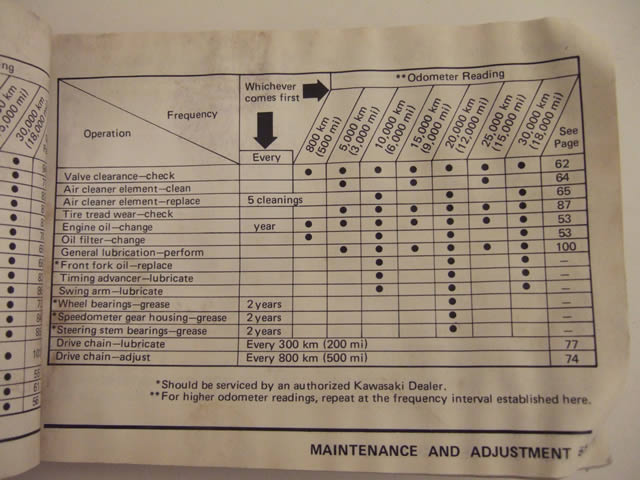 ng
30,000 km
(18,000
Whichever
comes first
**Odometer Reading
Frequency
Operation
Every
800 km (500 mi)
5,000 km (3,000 mi)
10,000 km (6,000 mi)
15,000 km (9,000 mi)
20,000 km (12,000 mi)
25,000 km (15,000 mi)
30,000 km (18,000 mi)
See
Page
Valve clearance—check ● ● ● ● ● ● ● 62
Air cleaner element—clean ● ● ● 64
Air cleaner element—replace 5 cleanings ● ● ● 65
Tire tread wear—check ● ● ● ● ● ● 87
Engine oil—change year ● ● ● ● ● ● ● 53
Oil filter—change ● ● ● ● 53
General lubrication—perform ● ● ● ● ● ● 100
*Front fork oil—replace ● ● ● —
Timing advancer—lubricate ● ● ● —
Swing arm—lubricate ● ● ● —
*Wheel bearings—grease 2 years ● —
*Speedometer gear housing—grease 2 years ● —
*Steering stem bearings—grease 2 years ● —
Drive chain—lubricate Every 300 km (200 mi) 77
Drive chain—adjust Every 800 km (500 mi) 74
*Should be serviced by an authorized Kawasaki Dealer.
**For higher odometer readings, repeat at the frequency interval established here.
MAINTENANCE AND ADJUSTMENT